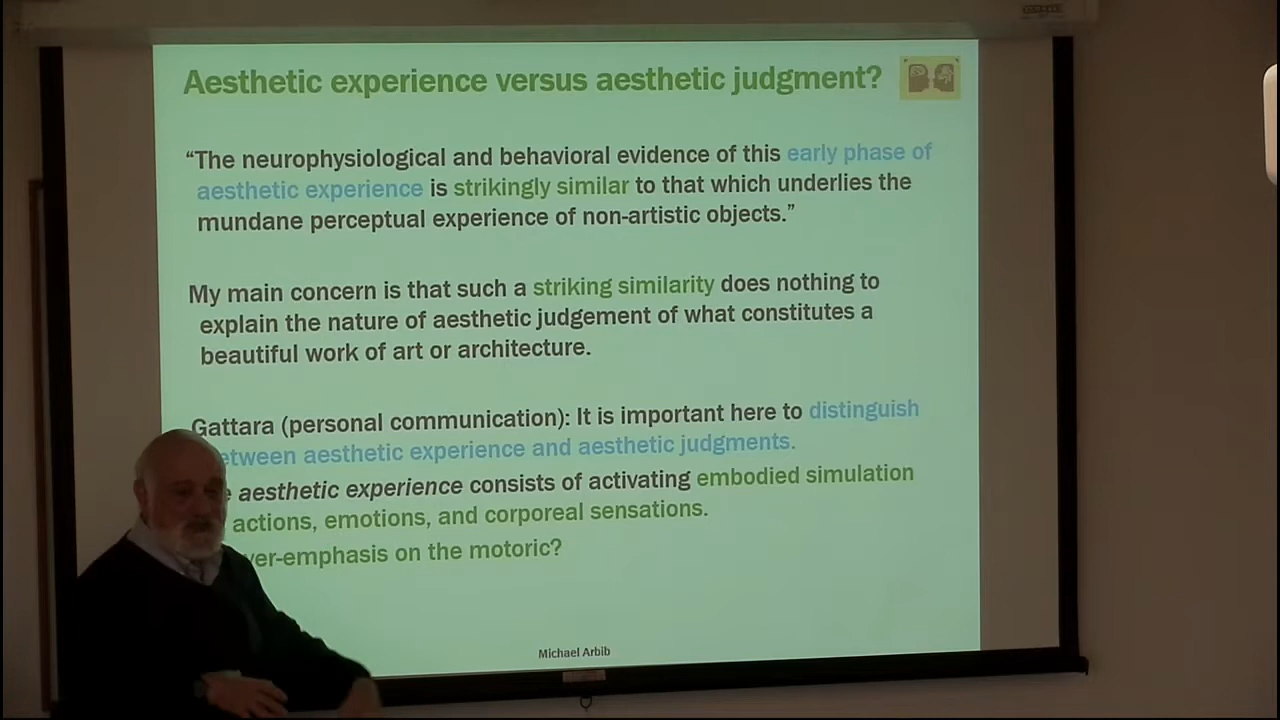 Aesthetic experience versus aesthetic judgment?
“The neurophysiological and behavioral evidence of this early phase of
aesthetic experience is strikingly similar to that which underlies the
mundane perceptual experience of non-artistic objects.”
My main concern is that such a striking similarity does nothing to
explain the nature of aesthetic judgement of what constitutes a
beautiful work of art or architecture.
Gattara (personal communication): It is important here to distinguish
etween aesthetic experience and aesthetic judgments.
aesthetic experience consists of activating embodied simulation
actions, emotions, and corporeal sensations.
ver-emphasis on the motoric?
Michael Arbib